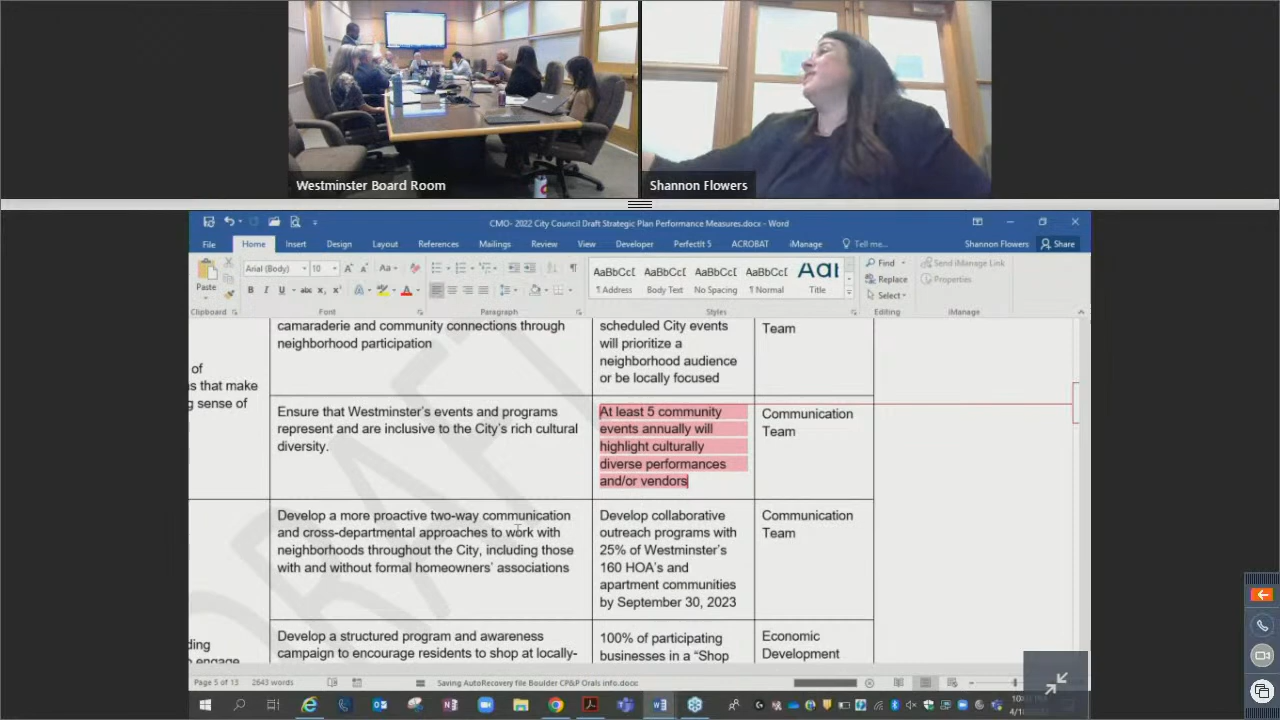 Westminster Board Room
Shannon Flowers
CMO- 2022 City Council Draft Strategic Plan Performance Measures.docx - Word
File Home Insert Design Layout References Mailings Review View Developer PerfectIt 5 ACROBAT iManage Tell me... Shannon Flowers Share
Paste
Arial (Body) 10
Aa
B I U abc x₂ x²
AaBbCcI AaBbCcI AaBbCcI AaBbCcI AaI
¶ Address Body Text No Spacing ¶ Normal Title
Find
Replace
Select
Send iManage Link
Properties
Clipboard Font Paragraph Styles Editing iManage
camaraderie and community connections through
neighborhood participation
scheduled City events
will prioritize a
neighborhood audience
or be locally focused
Team
of
s that make
g sense of
Ensure that Westminster's events and programs
represent and are inclusive to the City's rich cultural
diversity.
At least 5 community
events annually will
highlight culturally
diverse performances
and/or vendors
Communication
Team
Develop a more proactive two-way communication
and cross-departmental approaches to work with
neighborhoods throughout the City, including those
with and without formal homeowners' associations
Develop collaborative
outreach programs with
25% of Westminster's
160 HOA's and
apartment communities
by September 30, 2023
Communication
Team
ding
engage
Develop a structured program and awareness
campaign to encourage residents to shop at locally-
100% of participating
businesses in a "Shop
Economic
Development
DRAFT
Page 5 of 13 2643 words Saving AutoRecovery file Boulder CP&P Orals info.docx